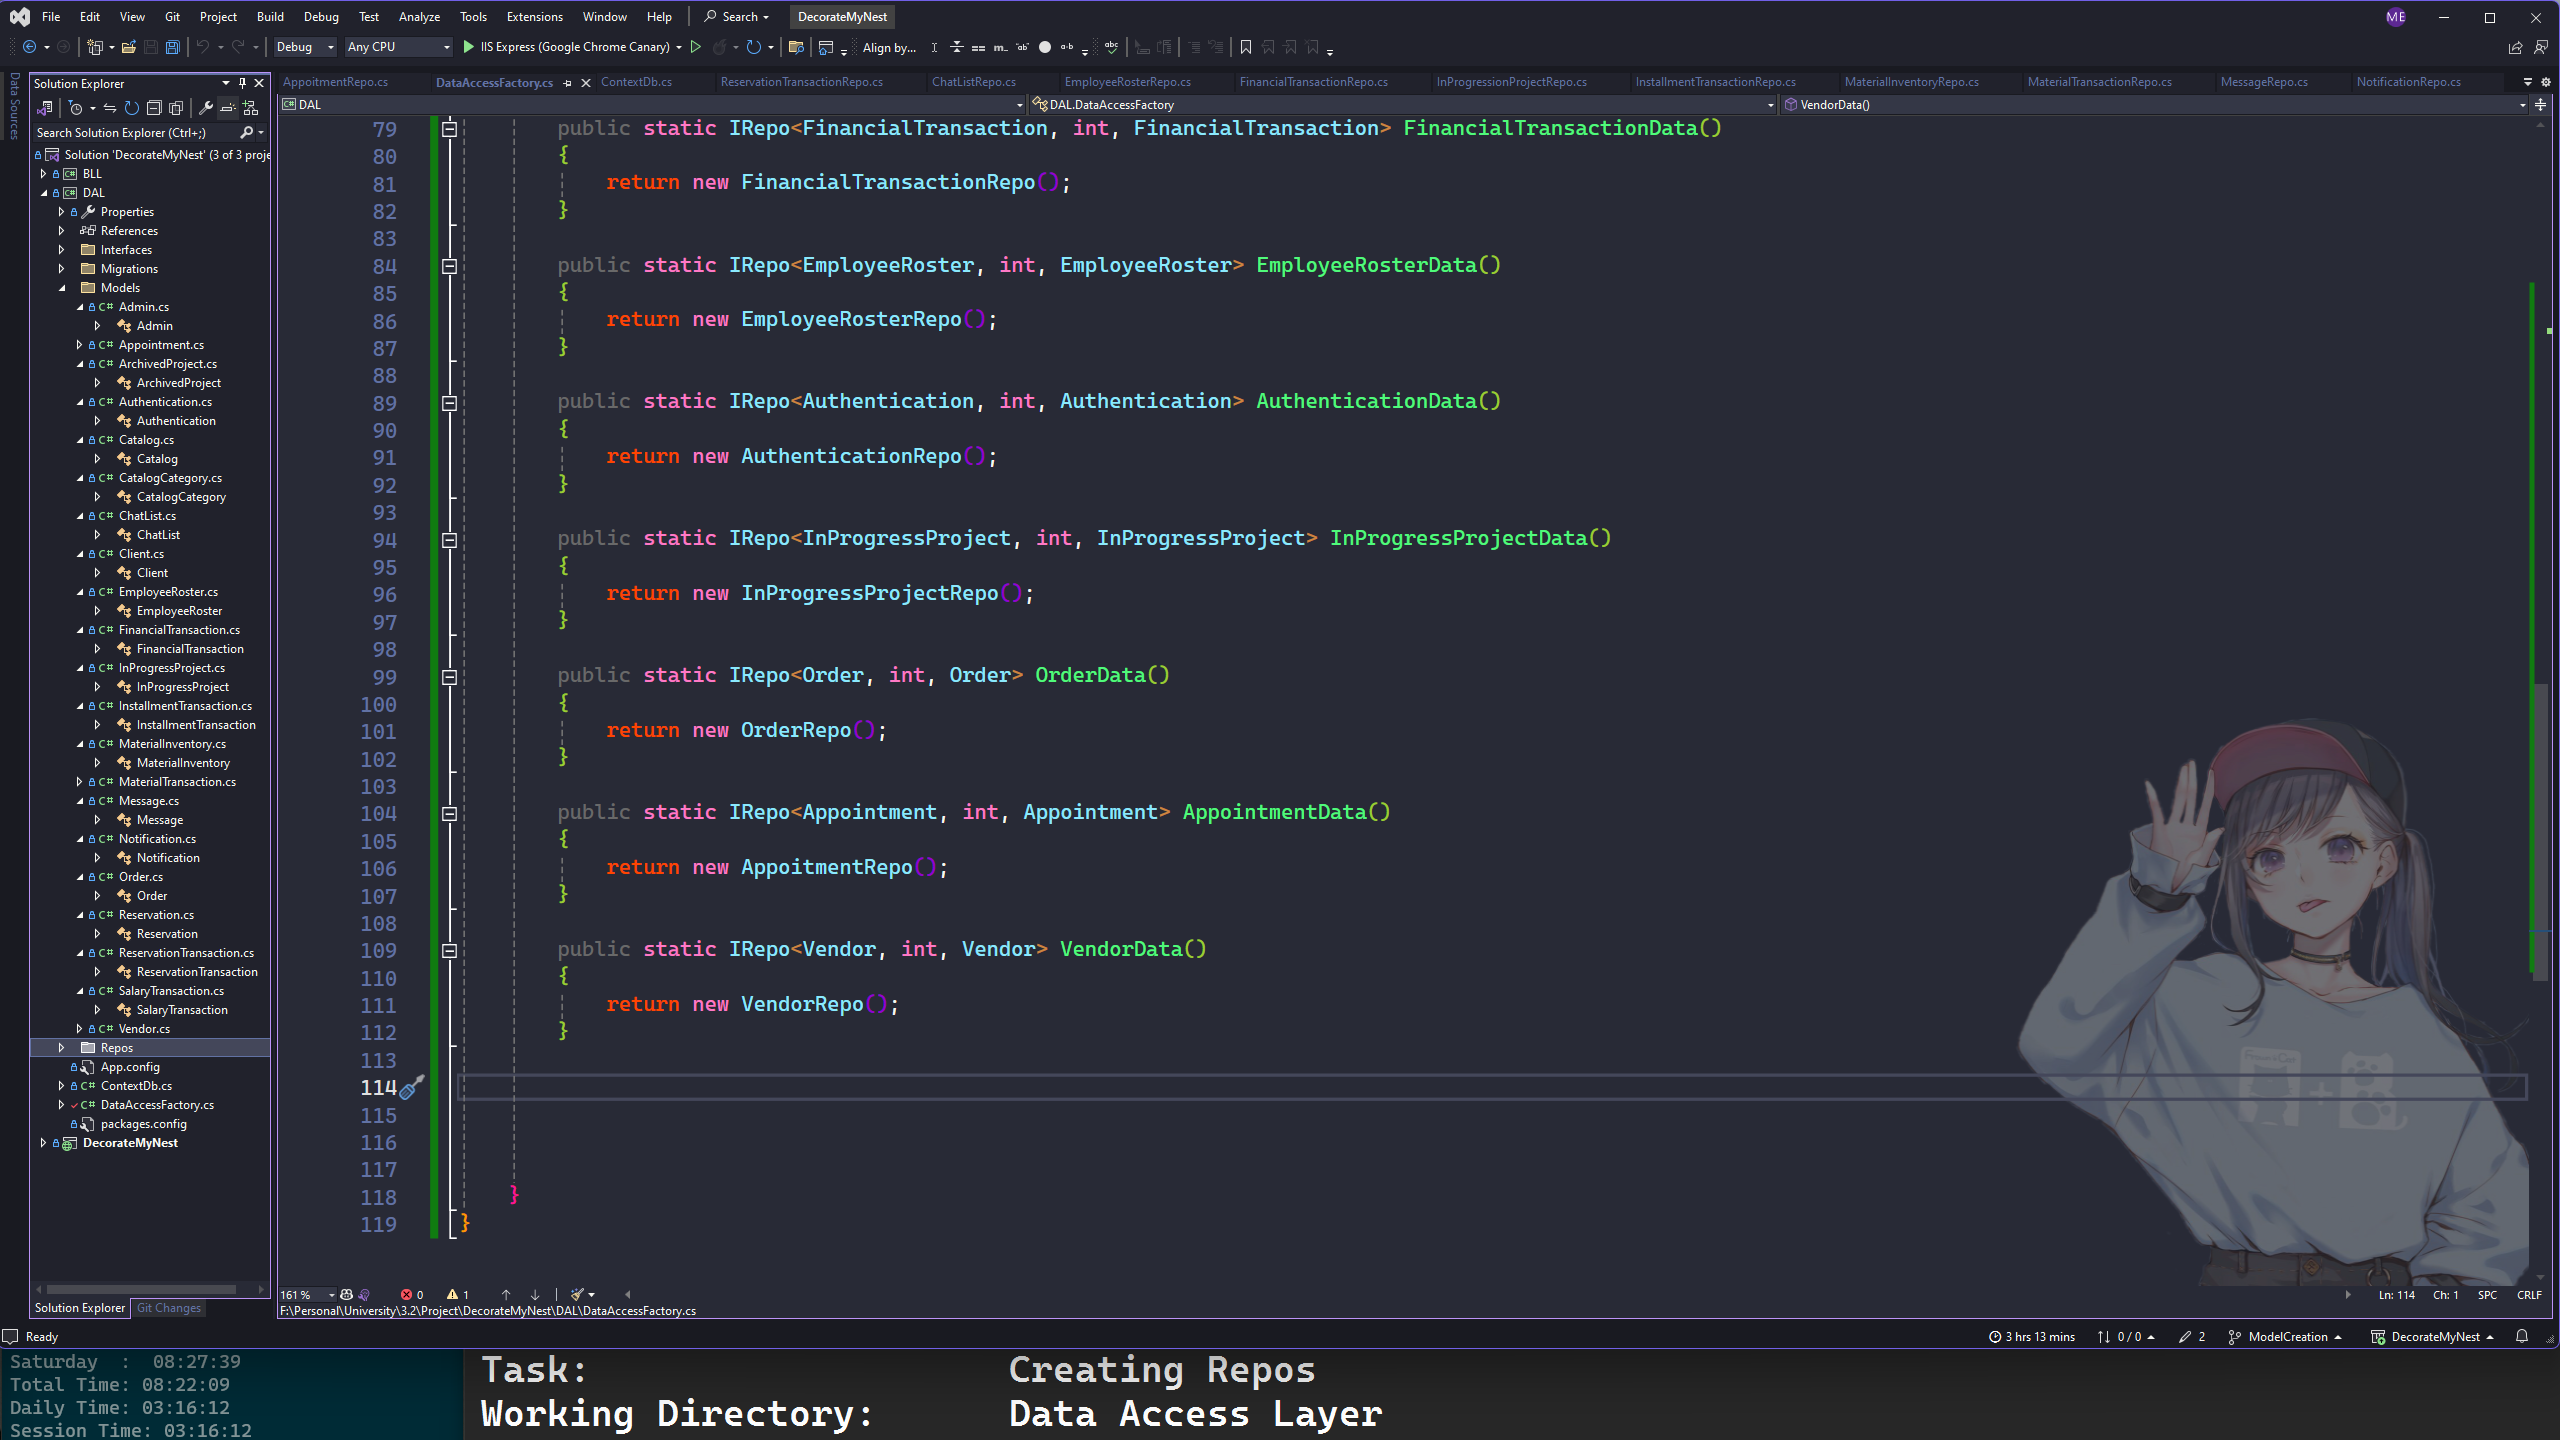 File Edit View Git Project Build Debug Test Analyze Tools Extensions Window Help Search DecorateMyNest ME
Debug Any CPU IIS Express (Google Chrome Canary) Align by...
Data Sources
Solution Explorer
Search Solution Explorer (Ctrl+;)
Solution 'DecorateMyNest' (3 of 3 proje
C# BLL
C# DAL
Properties
References
Interfaces
Migrations
Models
C# Admin.cs
Admin
C# Appointment.cs
C# ArchivedProject.cs
ArchivedProject
C# Authentication.cs
Authentication
C# Catalog.cs
Catalog
C# CatalogCategory.cs
CatalogCategory
C# ChatList.cs
ChatList
C# Client.cs
Client
C# EmployeeRoster.cs
EmployeeRoster
C# FinancialTransaction.cs
FinancialTransaction
C# InProgressProject.cs
InProgressProject
C# InstallmentTransaction.cs
InstallmentTransaction
C# MaterialInventory.cs
MaterialInventory
C# MaterialTransaction.cs
C# Message.cs
Message
C# Notification.cs
Notification
C# Order.cs
Order
C# Reservation.cs
Reservation
C# ReservationTransaction.cs
ReservationTransaction
C# SalaryTransaction.cs
SalaryTransaction
C# Vendor.cs
Repos
App.config
C# ContextDb.cs
C# DataAccessFactory.cs
packages.config
DecorateMyNest
Solution Explorer Git Changes
AppoitmentRepo.cs DataAccessFactory.cs ContextDb.cs ReservationTransactionRepo.cs ChatListRepo.cs EmployeeRosterRepo.cs FinancialTransactionRepo.cs InProgressionProjectRepo.cs InstallmentTransactionRepo.cs MaterialInventoryRepo.cs MaterialTransactionRepo.cs MessageRepo.cs NotificationRepo.cs
C# DAL DAL.DataAccessFactory VendorData()
79 public static IRepo<FinancialTransaction, int, FinancialTransaction> FinancialTransactionData()
80 {
81 return new FinancialTransactionRepo();
82 }
83
84 public static IRepo<EmployeeRoster, int, EmployeeRoster> EmployeeRosterData()
85 {
86 return new EmployeeRosterRepo();
87 }
88
89 public static IRepo<Authentication, int, Authentication> AuthenticationData()
90 {
91 return new AuthenticationRepo();
92 }
93
94 public static IRepo<InProgressProject, int, InProgressProject> InProgressProjectData()
95 {
96 return new InProgressProjectRepo();
97 }
98
99 public static IRepo<Order, int, Order> OrderData()
100 {
101 return new OrderRepo();
102 }
103
104 public static IRepo<Appointment, int, Appointment> AppointmentData()
105 {
106 return new AppoitmentRepo();
107 }
108
109 public static IRepo<Vendor, int, Vendor> VendorData()
110 {
111 return new VendorRepo();
112 }
113
114
115
116
117
118 }
119 }
161 % 0 1 Ln: 114 Ch: 1 SPC CRLF
F:\Personal\University\3.2\Project\DecorateMyNest\DAL\DataAccessFactory.cs
Ready 3 hrs 13 mins 0 / 0 2 ModelCreation DecorateMyNest
Saturday : 08:27:39
Total Time: 08:22:09
Daily Time: 03:16:12
Session Time: 03:16:12
Task: Creating Repos
Working Directory: Data Access Layer